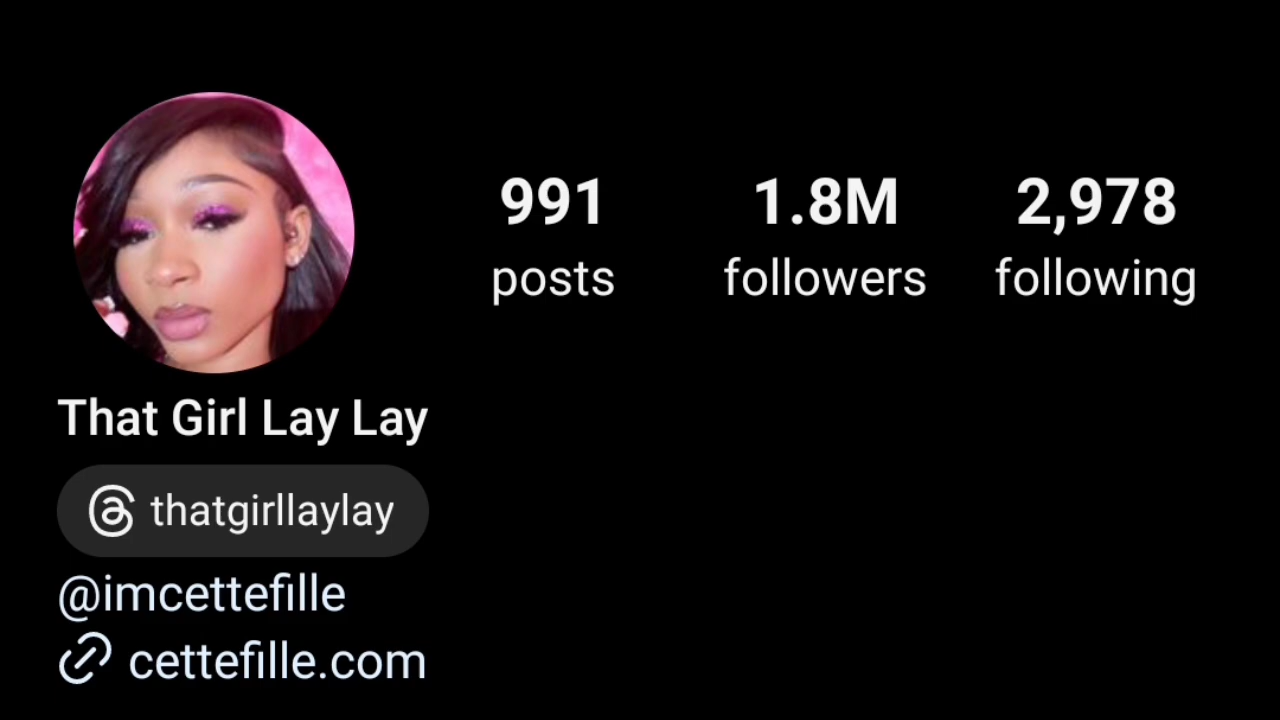 991 1.8M 2,978
posts followers following
That Girl Lay Lay
thatgirllaylay
@imcettefille
cettefille.com